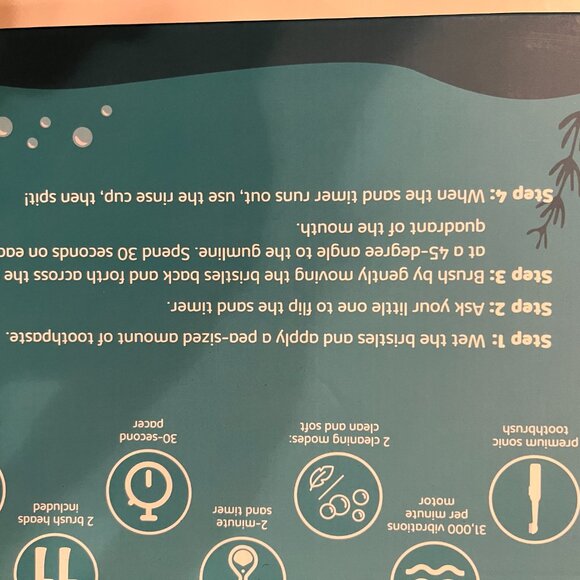 premium sonic
toothbrush
31,000 vibrations
per minute
motor
2 cleaning modes:
clean and soft
2-minute
sand timer
30-second
pacer
2 brush heads
included
Step 1: Wet the bristles and apply a pea-sized amount of toothpaste.
Step 2: Ask your little one to flip the sand timer.
Step 3: Brush by gently moving the bristles back and forth across the
at a 45-degree angle to the gumline. Spend 30 seconds on each
quadrant of the mouth.
Step 4: When the sand timer runs out, use the rinse cup, then spit!